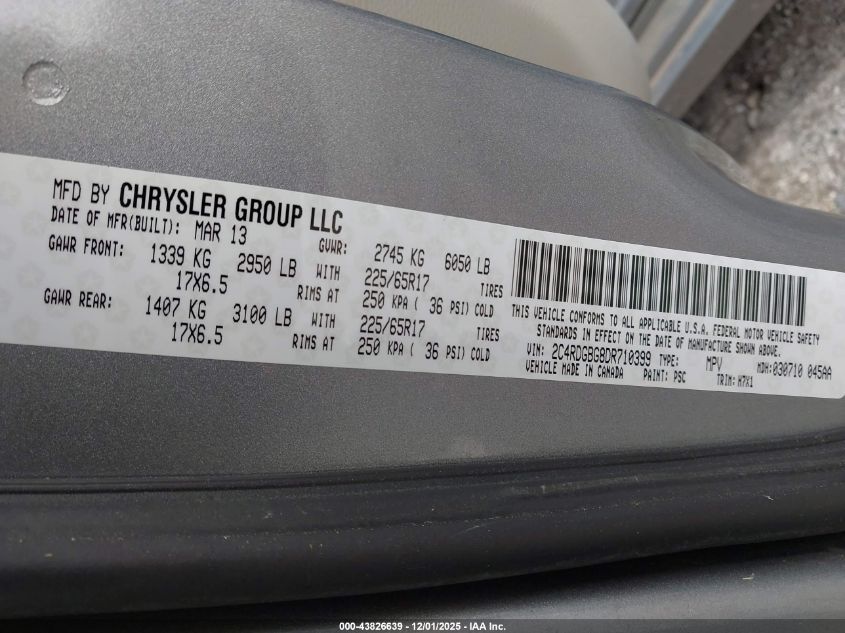 MFD BY CHRYSLER GROUP LLC
DATE OF MFR(BUILT): MAR 13 GVWR: 2745 KG 6050 LB
GAWR FRONT: 1339 KG 2950 LB WITH 225/65R17 TIRES
17X6.5 RIMS AT 250 KPA ( 36 PSI) COLD
GAWR REAR: 1407 KG 3100 LB WITH 225/65R17 TIRES
17X6.5 RIMS AT 250 KPA ( 36 PSI) COLD
THIS VEHICLE CONFORMS TO ALL APPLICABLE U.S.A. FEDERAL MOTOR VEHICLE SAFETY
STANDARDS IN EFFECT ON THE DATE OF MANUFACTURE SHOWN ABOVE.
VIN: 2C4RDGBG8DR710399 TYPE: MPV MDH:030710 045AA
VEHICLE MADE IN CANADA PAINT: PSC TRIM: H7X1
000-43826639 - 12/01/2025 - IAA Inc.